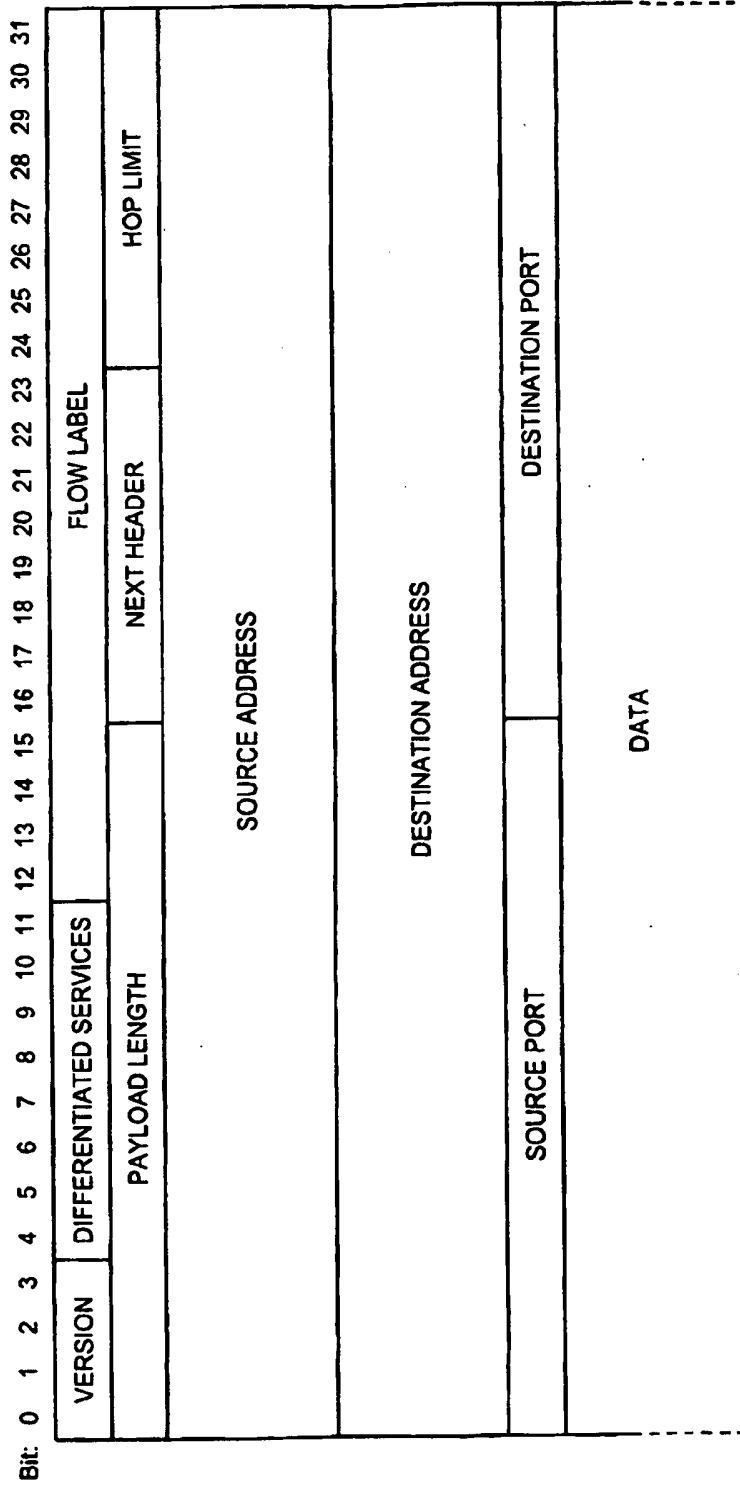 Bit: 0 1 2 3 4 5 6 7 8 9 10 11 12 13 14 15 16 17 18 19 20 21 22 23 24 25 26 27 28 29 30 31
VERSION DIFFERENTIATED SERVICES FLOW LABEL
PAYLOAD LENGTH NEXT HEADER HOP LIMIT
SOURCE ADDRESS
DESTINATION ADDRESS
SOURCE PORT DESTINATION PORT
DATA